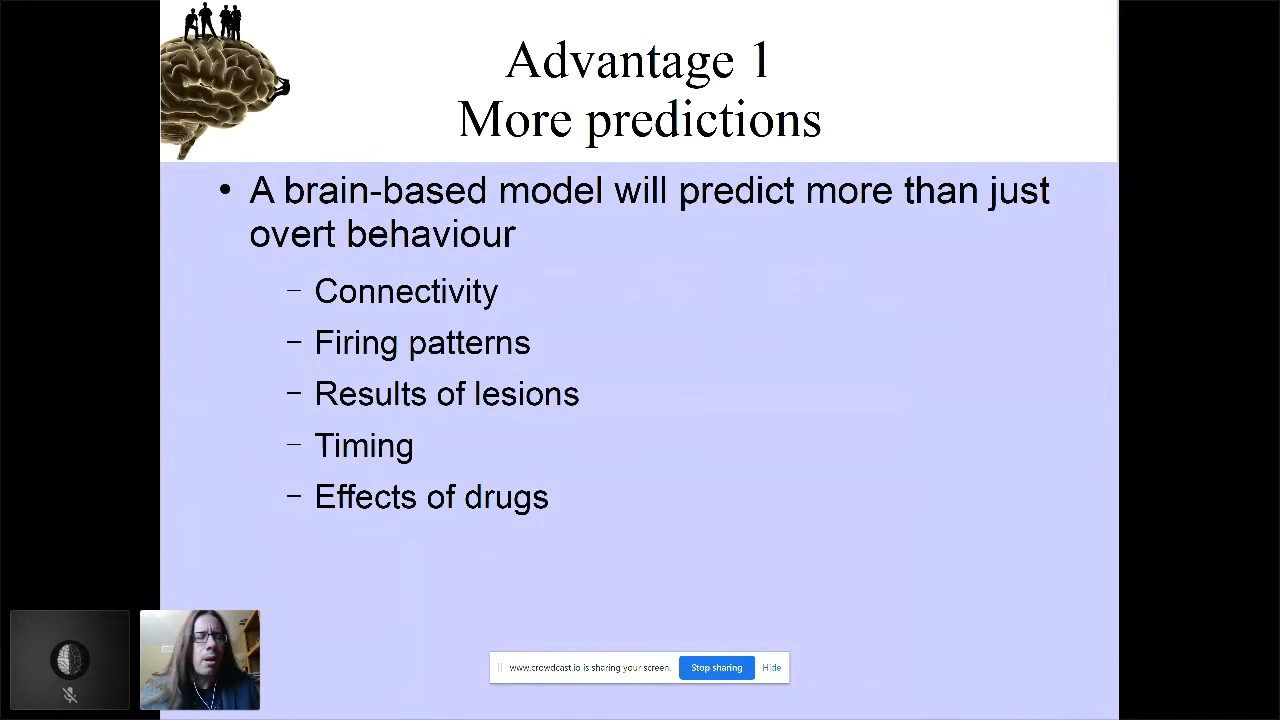 Advantage 1
More predictions
• A brain-based model will predict more than just
overt behaviour
– Connectivity
– Firing patterns
– Results of lesions
– Timing
– Effects of drugs
www.crowdcast.io is sharing your screen. Stop sharing Hide